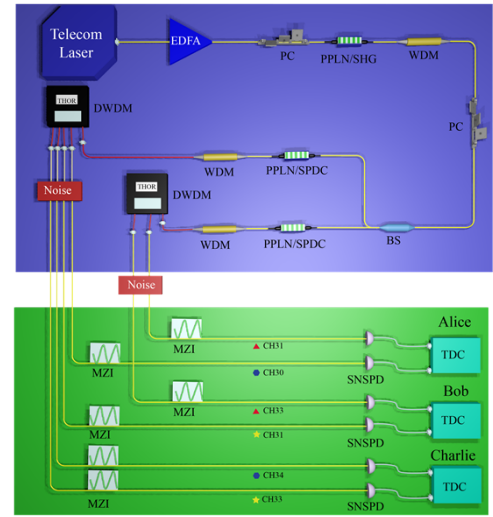 Telecom
Laser
EDFA
PC
PPLN/SHG
WDM
THOR
DWDM
PC
WDM
PPLN/SPDC
Noise
THOR
DWDM
WDM
PPLN/SPDC
BS
Noise
Alice
MZI
CH31
TDC
MZI
CH30
SNSPD
Bob
MZI
CH33
TDC
MZI
CH31
SNSPD
Charlie
CH34
TDC
MZI
CH33
SNSPD